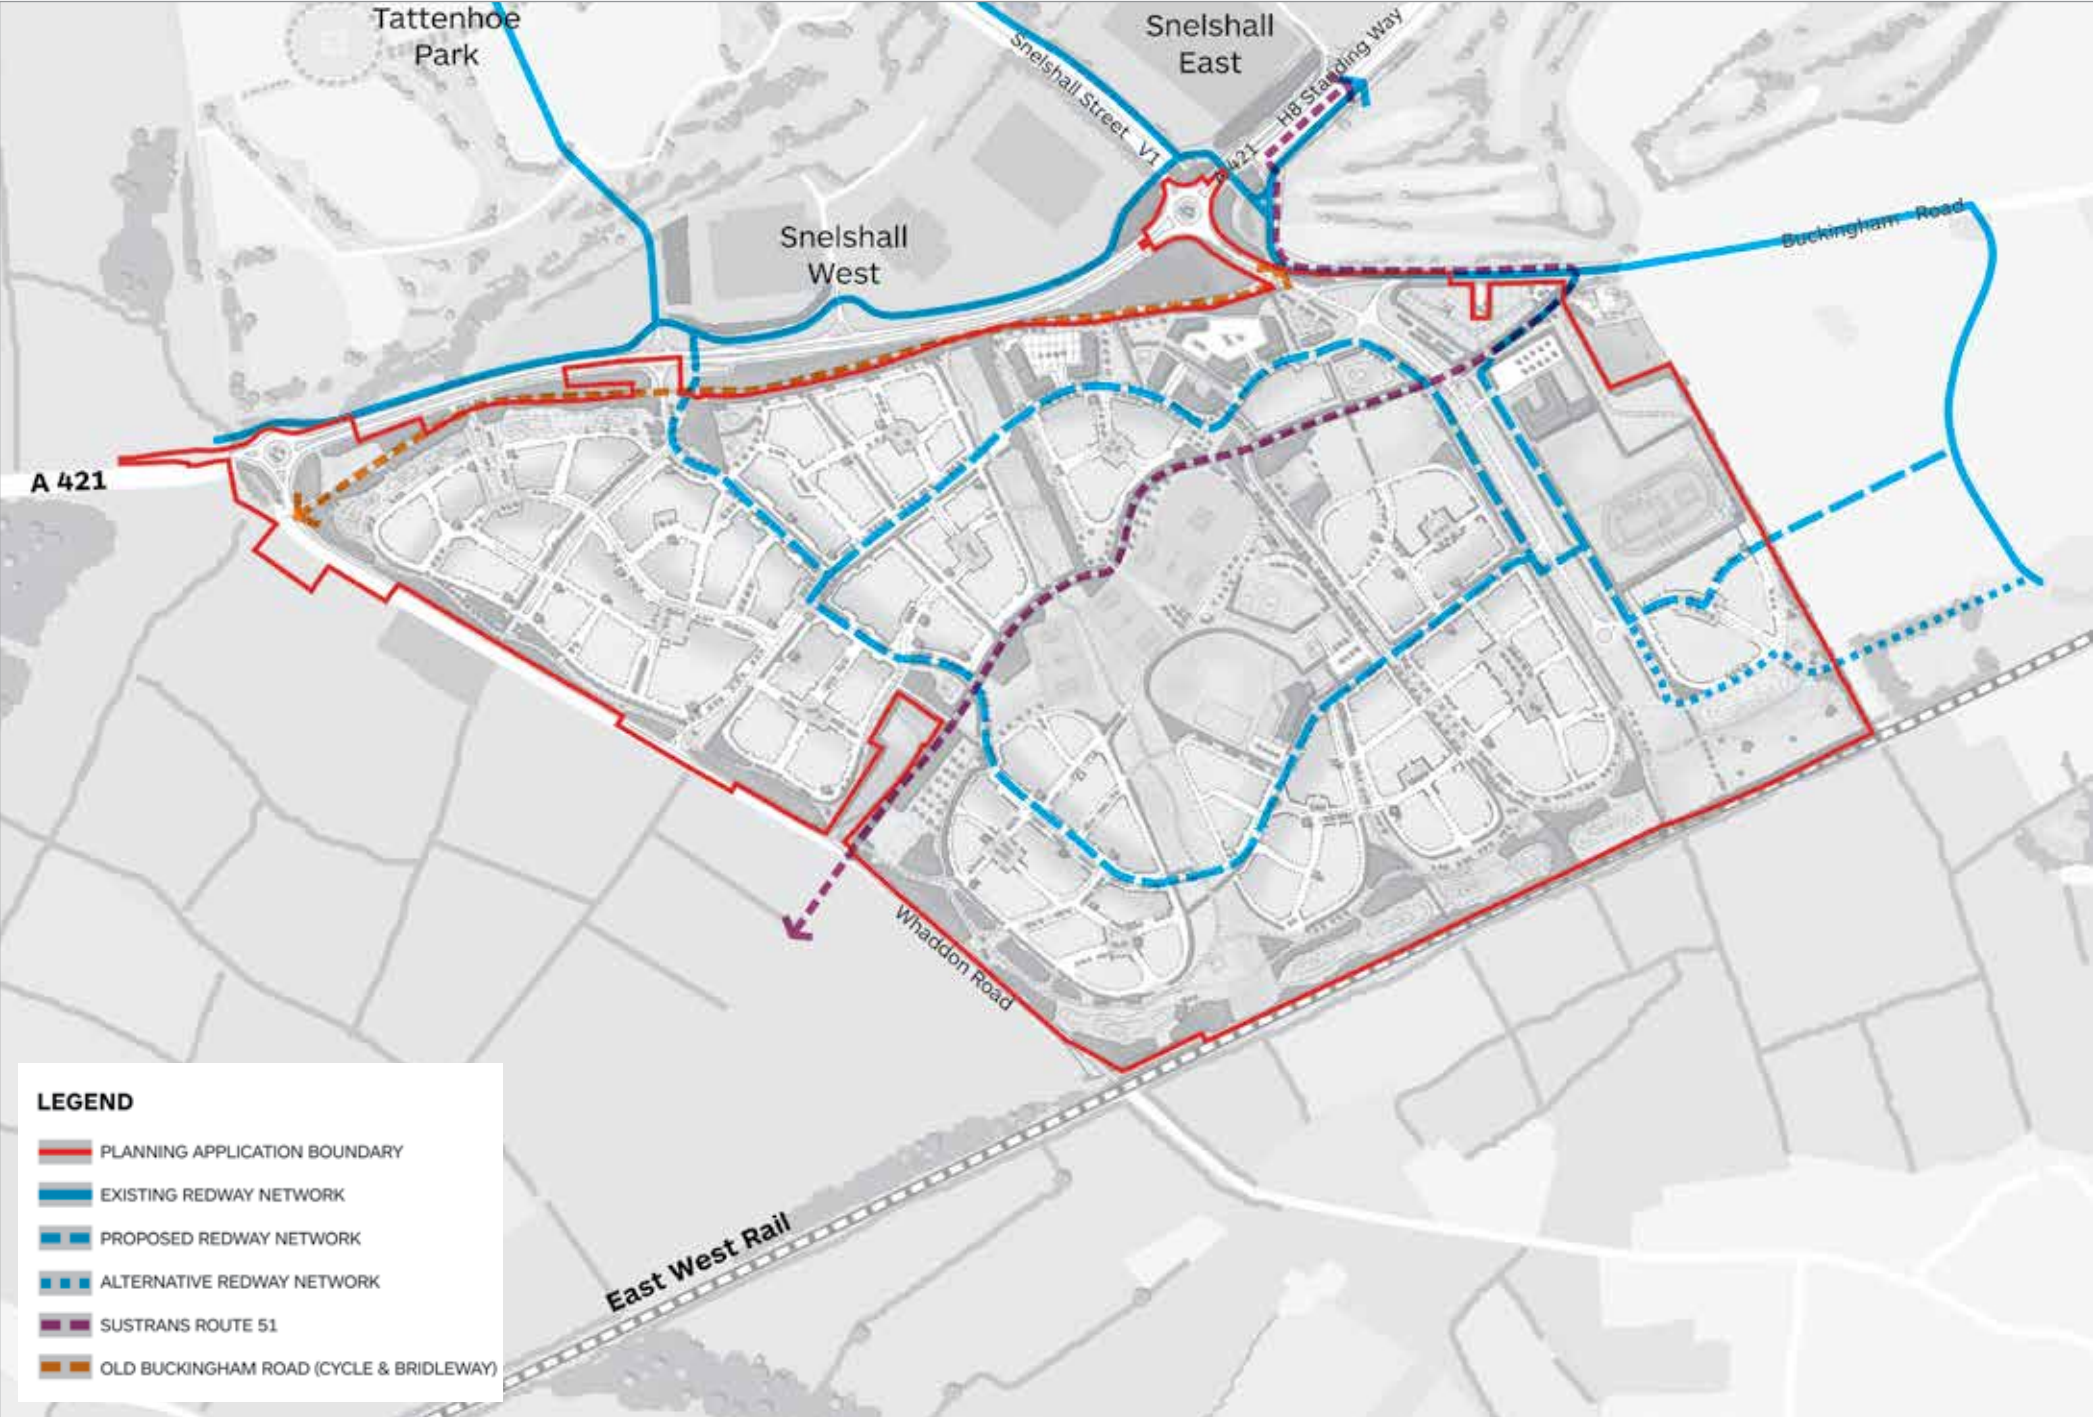 Tattenhoe
Park
Snelshall
East
Snelshall Street
V1
H8 Standing Way
A 421
Snelshall
West
Buckingham Road
A 421
Whaddon Road
East West Rail
LEGEND
PLANNING APPLICATION BOUNDARY
EXISTING REDWAY NETWORK
PROPOSED REDWAY NETWORK
ALTERNATIVE REDWAY NETWORK
SUSTRANS ROUTE 51
OLD BUCKINGHAM ROAD (CYCLE & BRIDLEWAY)